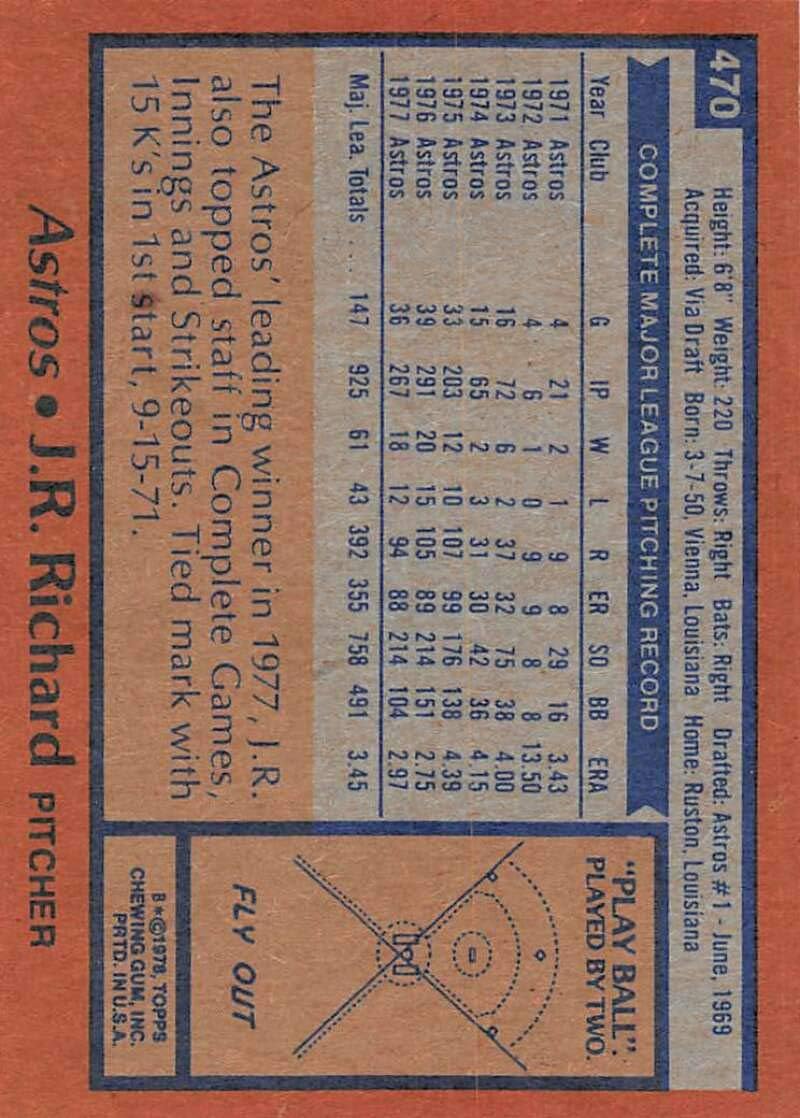 470
Height: 6'8" Weight: 220 Throws: Right Bats: Right Drafted: Astros #1 - June, 1969
Acquired: Via Draft Born: 3-7-50, Vienna, Louisiana Home: Ruston, Louisiana
COMPLETE MAJOR LEAGUE PITCHING RECORD
Year Club G IP W L R ER SO BB ERA
1971 Astros 4 21 2 1 9 8 29 16 3.43
1972 Astros 4 6 1 0 9 9 8 8 13.50
1973 Astros 16 72 6 2 37 32 75 38 4.00
1974 Astros 15 65 2 3 31 30 42 36 4.15
1975 Astros 33 203 12 10 107 99 176 138 4.39
1976 Astros 39 291 20 15 105 89 214 151 2.75
1977 Astros 36 267 18 12 94 88 214 104 2.97
Maj. Lea. Totals ... 147 925 61 43 392 355 758 491 3.45
The Astros' leading winner in 1977, J.R.
also topped staff in Complete Games,
Innings and Strikeouts. Tied mark with
15 K's in 1st start, 9-15-71.
"PLAY BALL":
PLAYED BY TWO.
FLY OUT
B*©1978, TOPPS
CHEWING GUM, INC.
PRTD. IN U.S.A.
Astros • J.R. Richard PITCHER